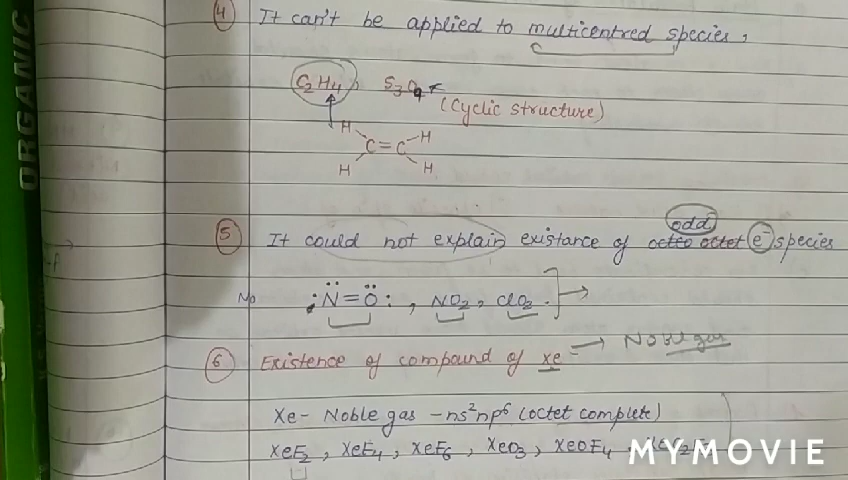 ORGANIC
(4) It can't be applied to multicentred species,
C2H4, S3O9
(Cyclic structure)
H H
C=C
H H
(5) It could not explain existance of octeo octet odd e⁻ species
No :N̈=Ö: , NO2, ClO2.
(6) Existence of compound of xe → Noble gas
Xe- Noble gas -ns²np⁶ (octet complete)
XeF2, XeF4, XeF6, XeO3, XeOF4,
MYMOVIE